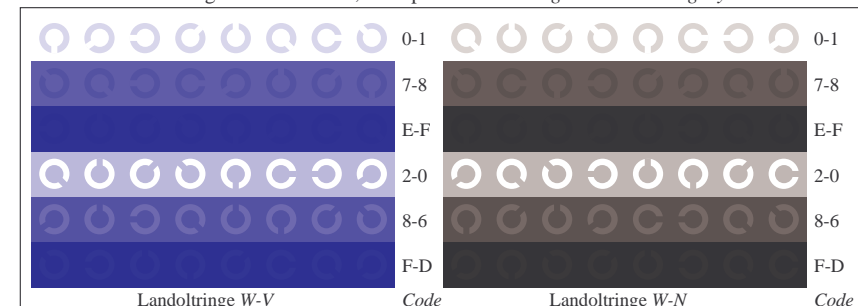 0-1 0-1
7-8 7-8
E-F E-F
2-0 2-0
8-6 8-6
F-D F-D
Landoltringe W-V Code Landoltringe W-N Code